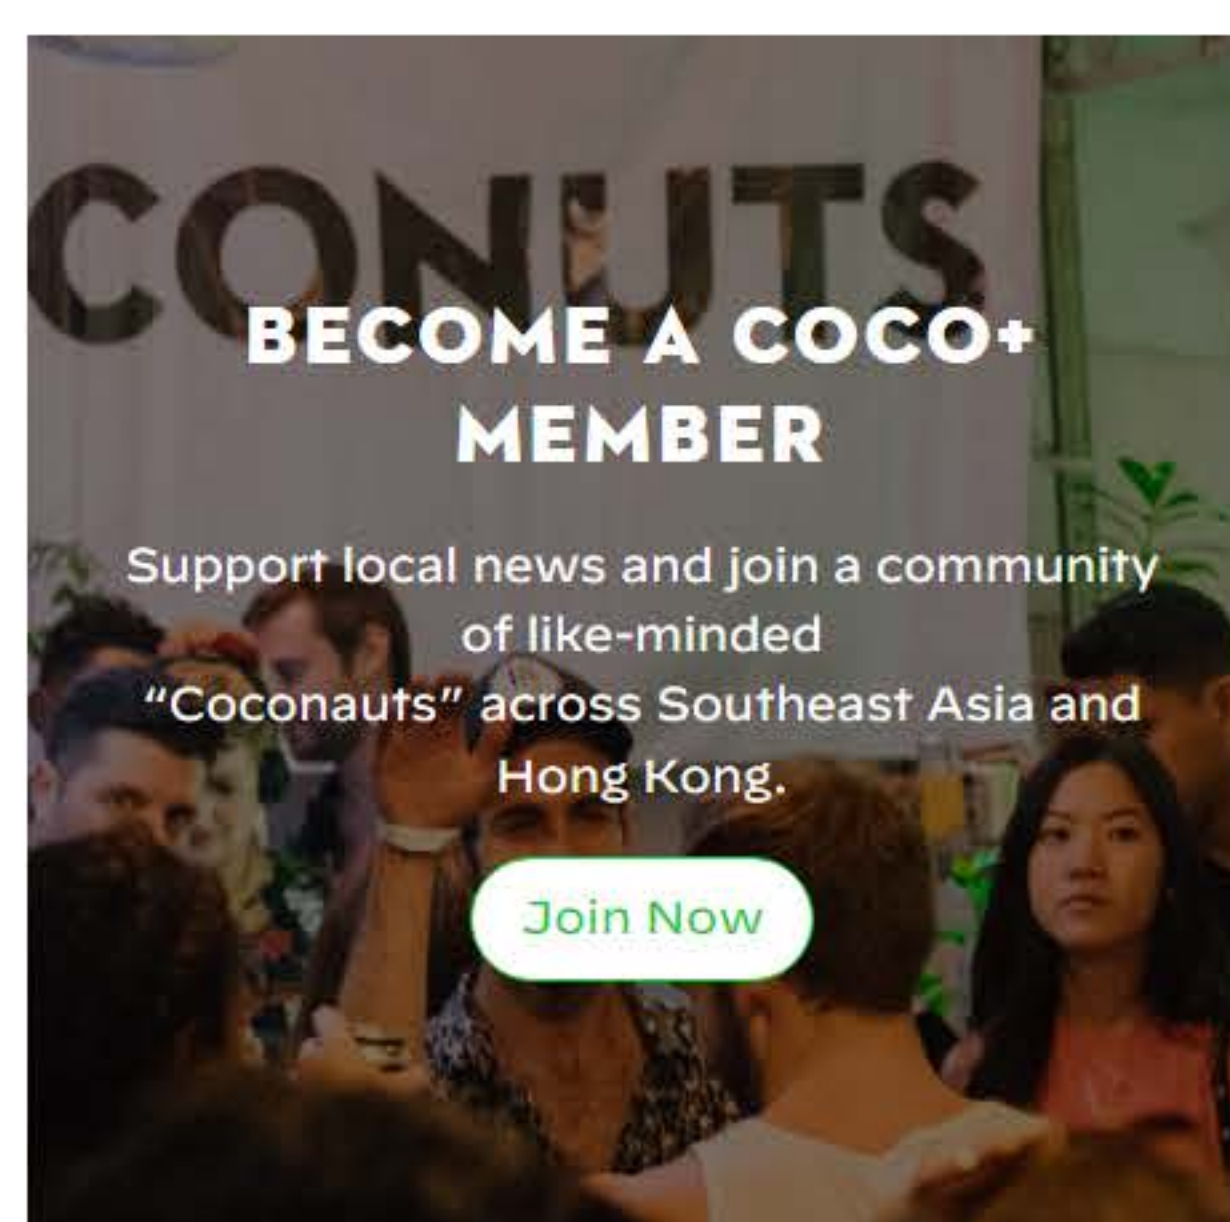 CONUTS
BECOME A COCO+
MEMBER
Support local news and join a community
of like-minded
“Coconauts” across Southeast Asia and
Hong Kong.
Join Now